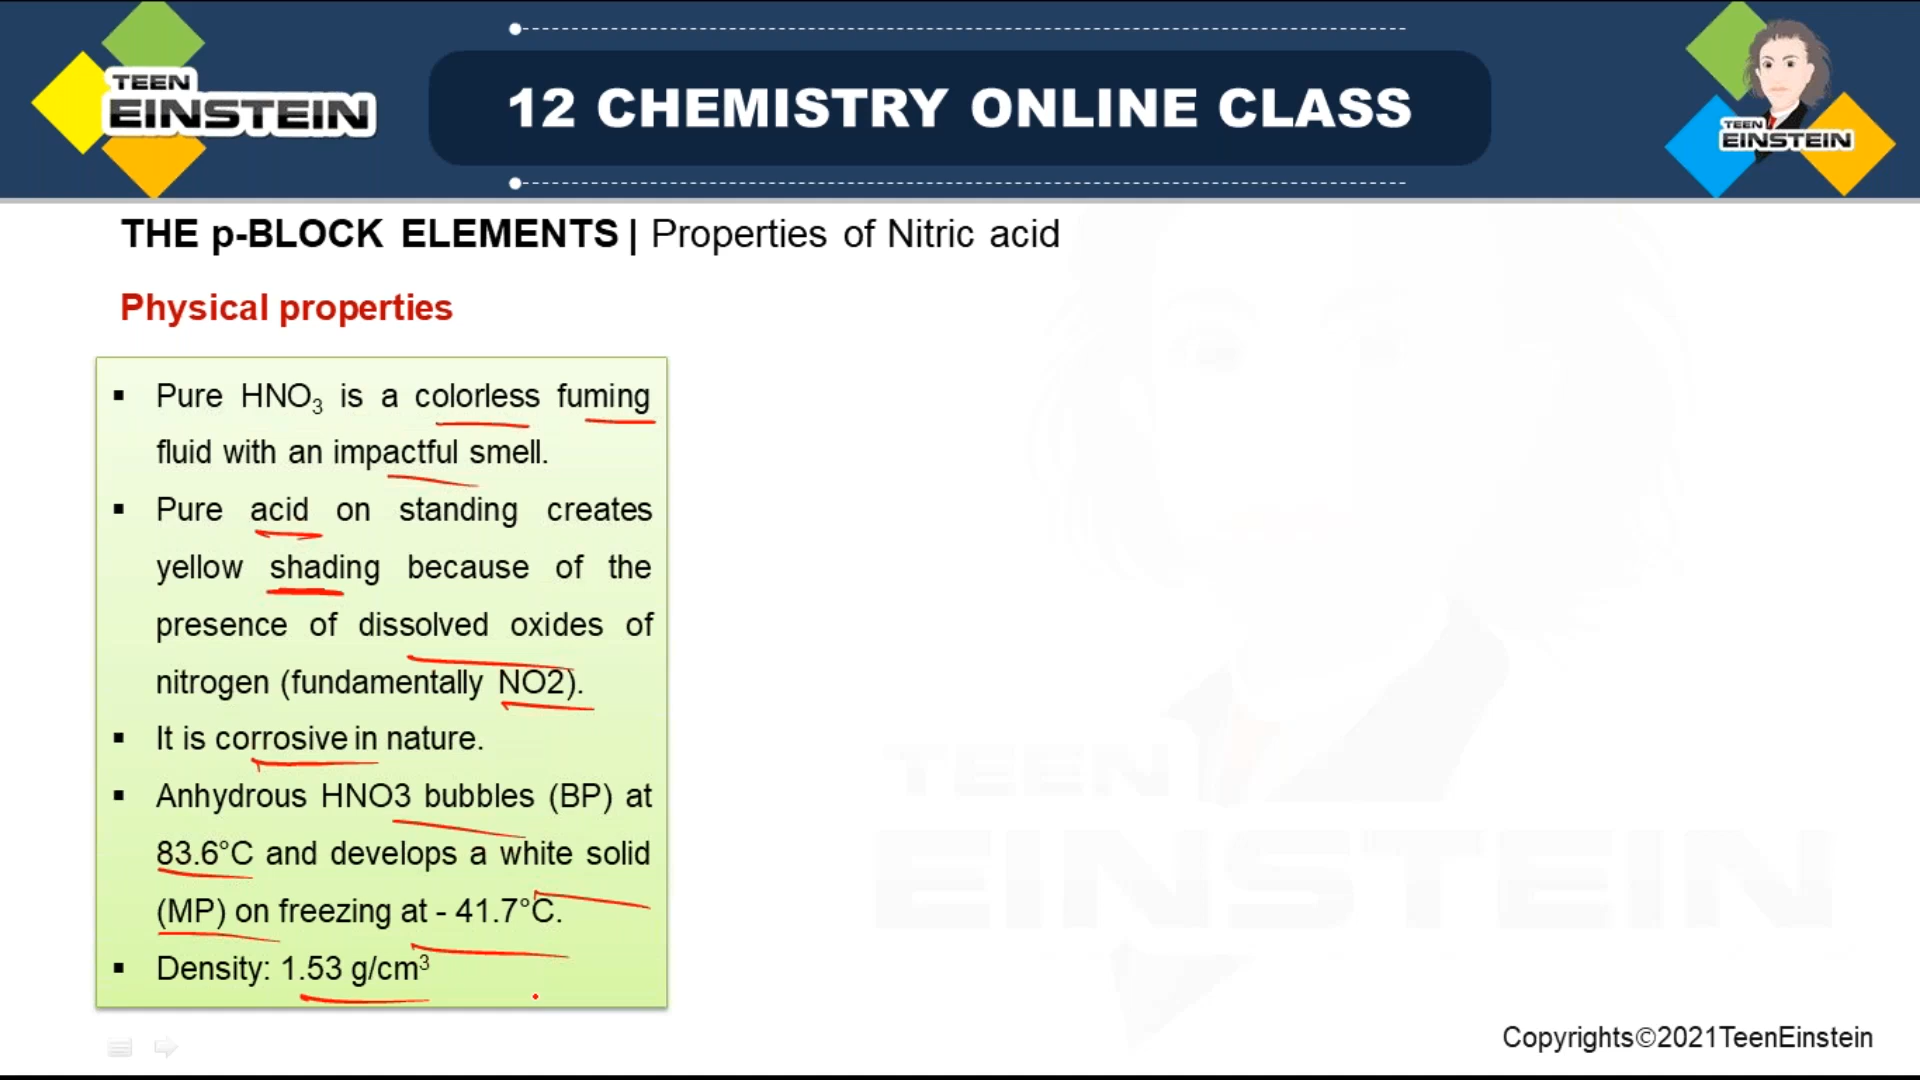 TEEN
EINSTEIN
12 CHEMISTRY ONLINE CLASS
TEEN
EINSTEIN
THE p-BLOCK ELEMENTS | Properties of Nitric acid
Physical properties
▪ Pure HNO₃ is a colorless fuming
fluid with an impactful smell.
▪ Pure acid on standing creates
yellow shading because of the
presence of dissolved oxides of
nitrogen (fundamentally NO2).
▪ It is corrosive in nature.
▪ Anhydrous HNO3 bubbles (BP) at
83.6°C and develops a white solid
(MP) on freezing at - 41.7°C.
▪ Density: 1.53 g/cm³
TEEN
EINSTEIN
Copyrights©2021TeenEinstein